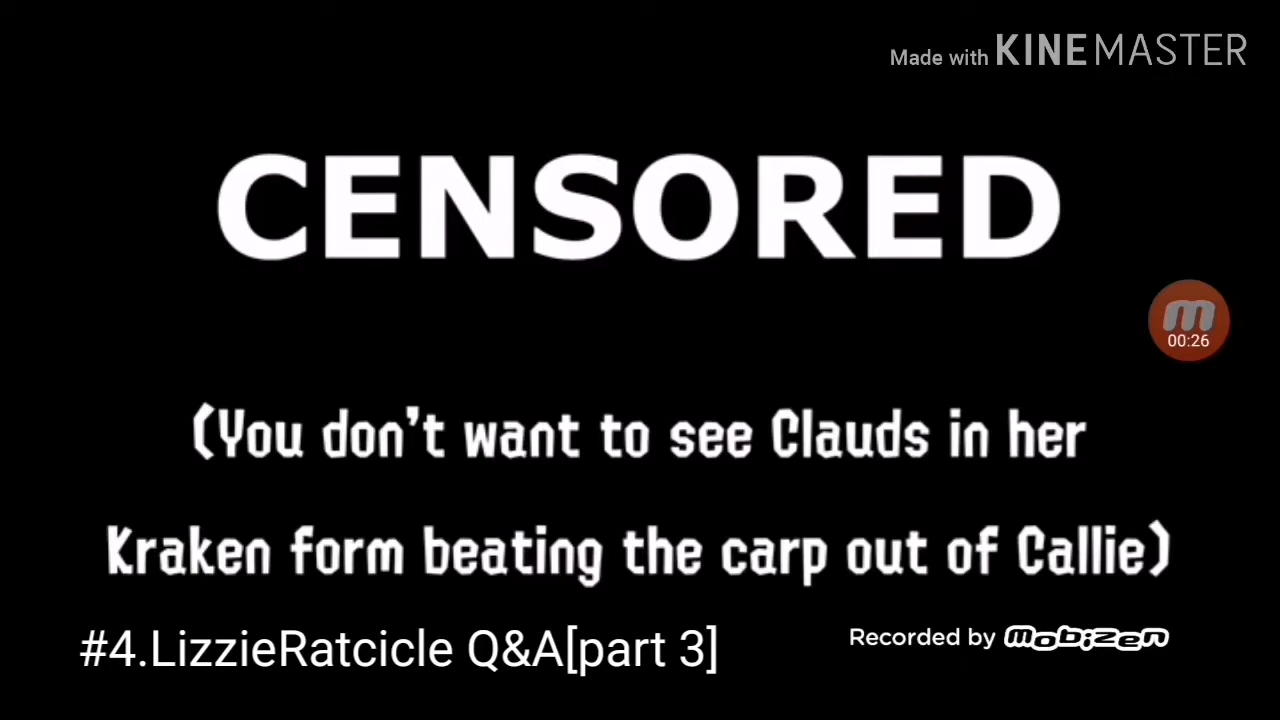 Made with KINEMASTER
CENSORED
m
00:26
(You don't want to see Clauds in her
Kraken form beating the carp out of Callie)
#4.LizzieRatcicle Q&A[part 3]
Recorded by mobizen